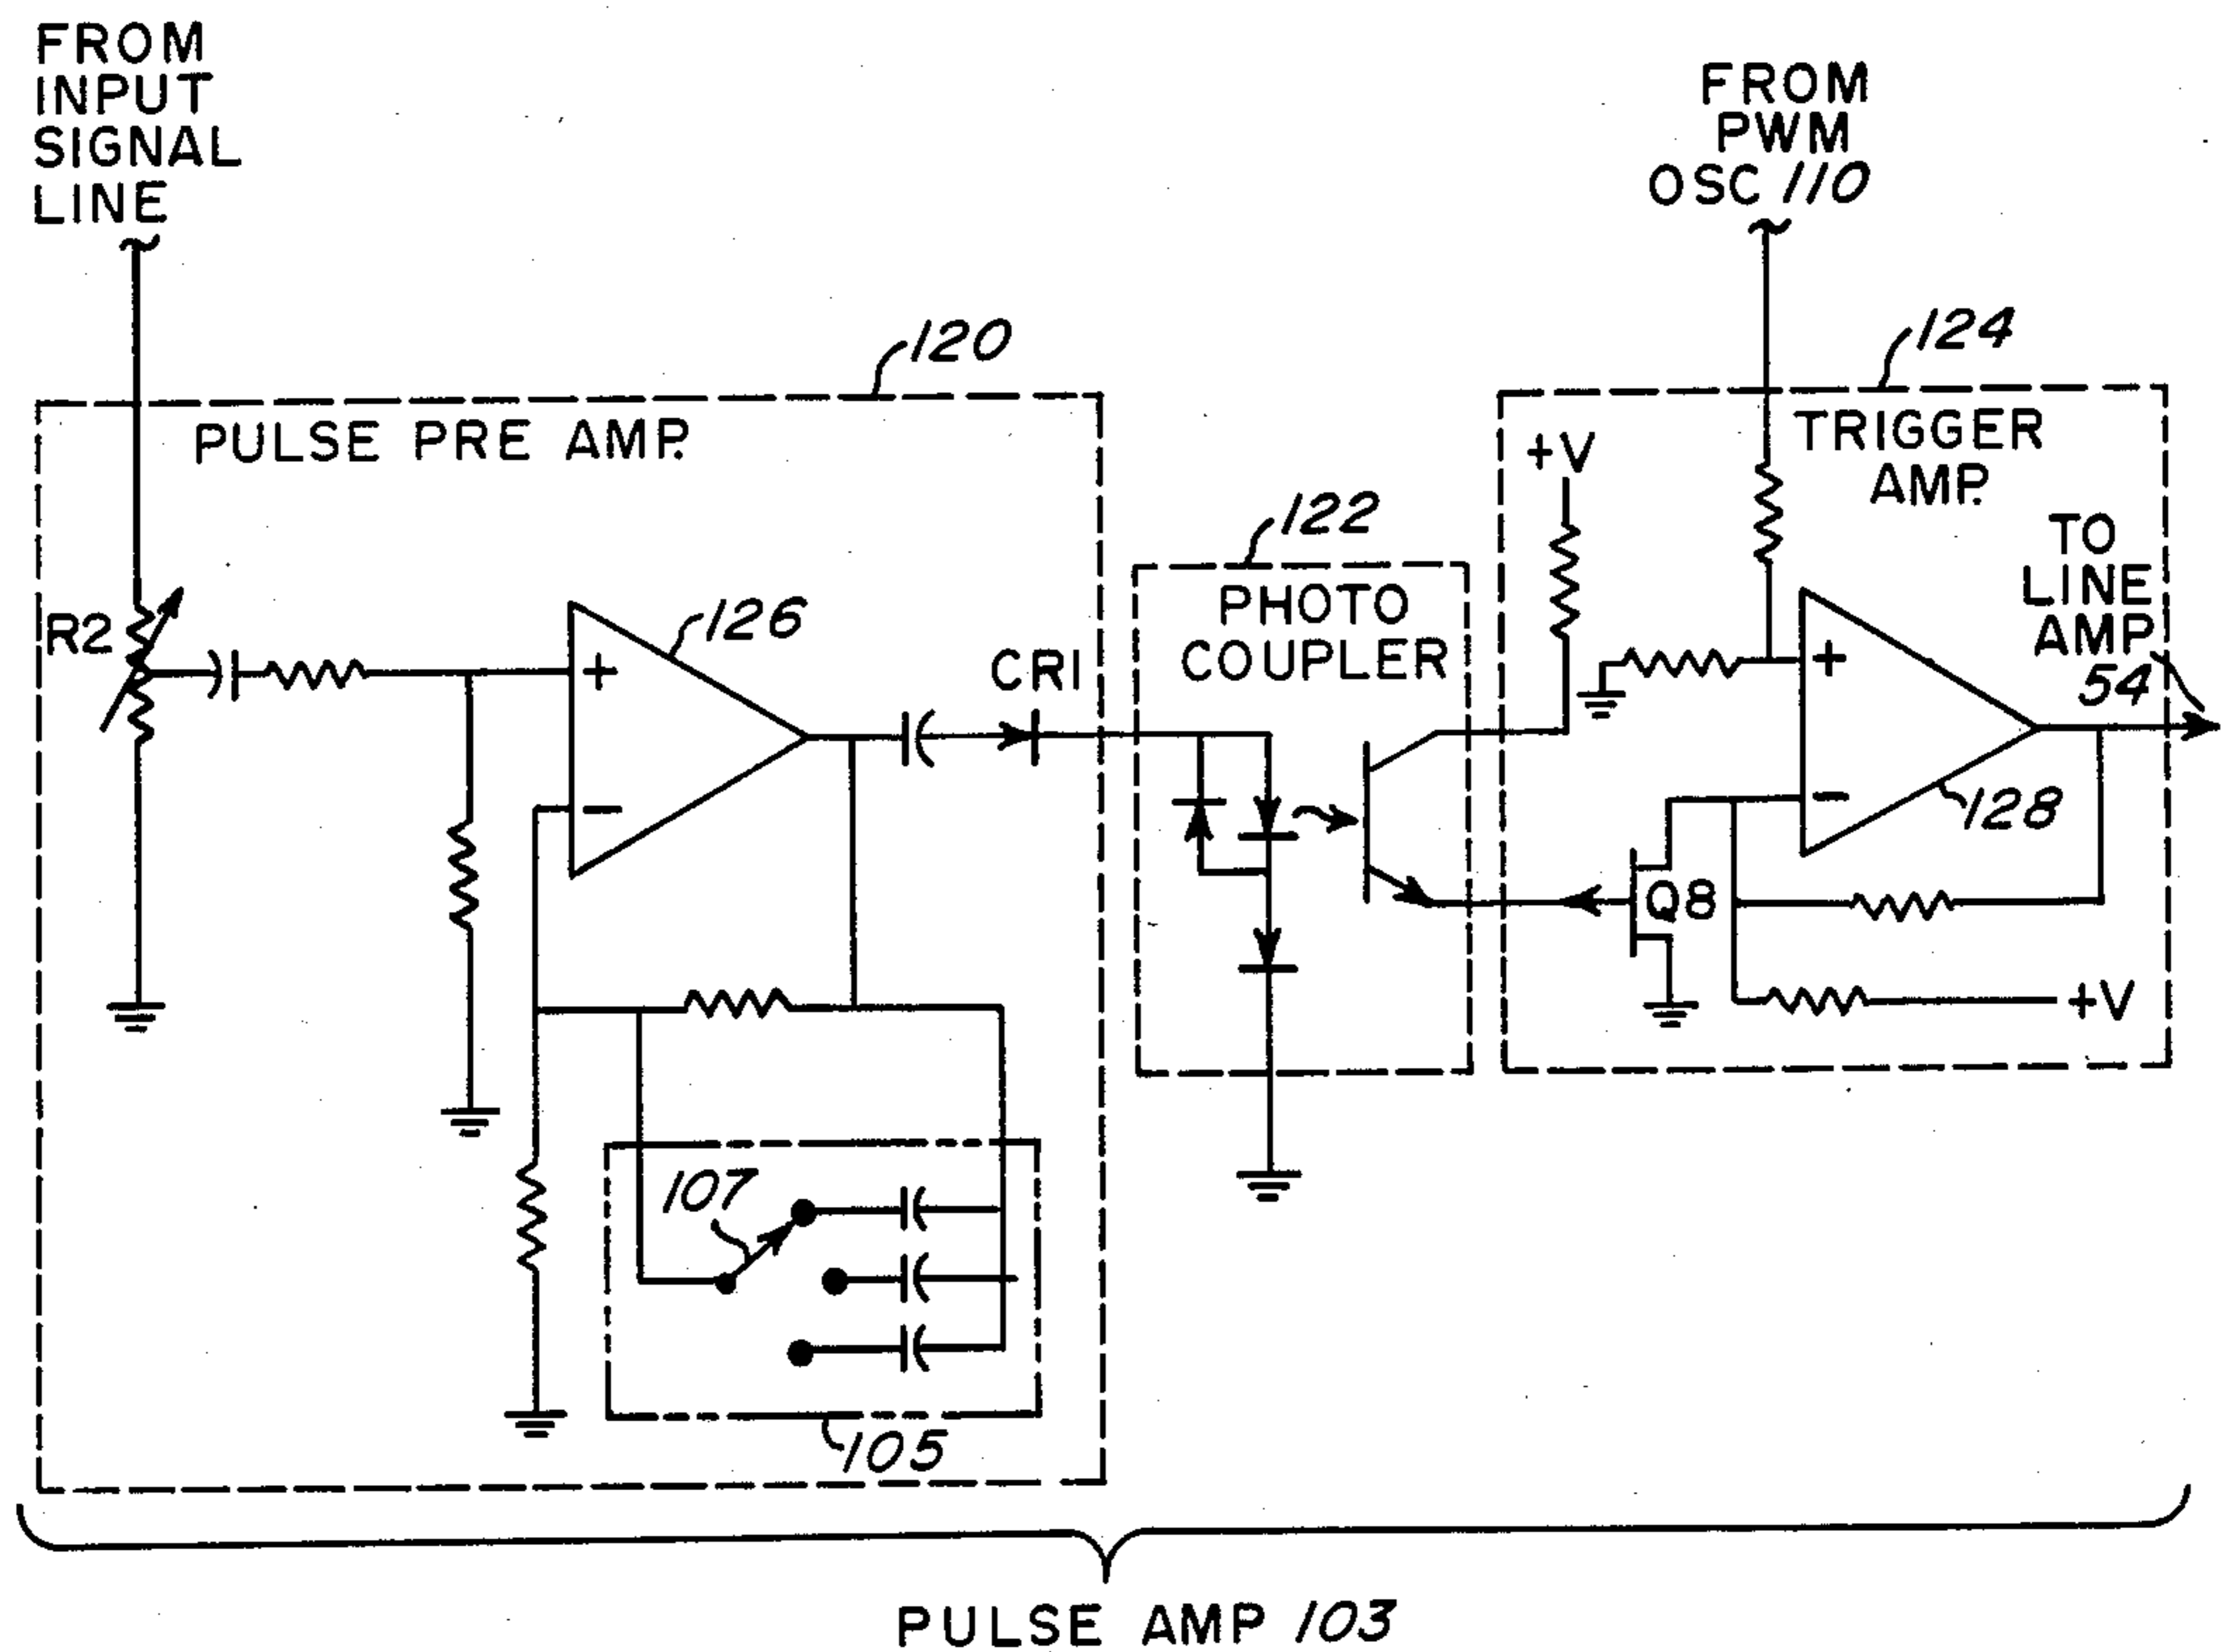 FROM
INPUT
SIGNAL
LINE
FROM
PWM
OSC 110
120
124
PULSE PRE AMP.
TRIGGER
AMP.
+V
122
PHOTO
COUPLER
TO
LINE
AMP
54
R2
126
CR1
+
−
+
−
128
Q8
+V
107
105
PULSE AMP 103